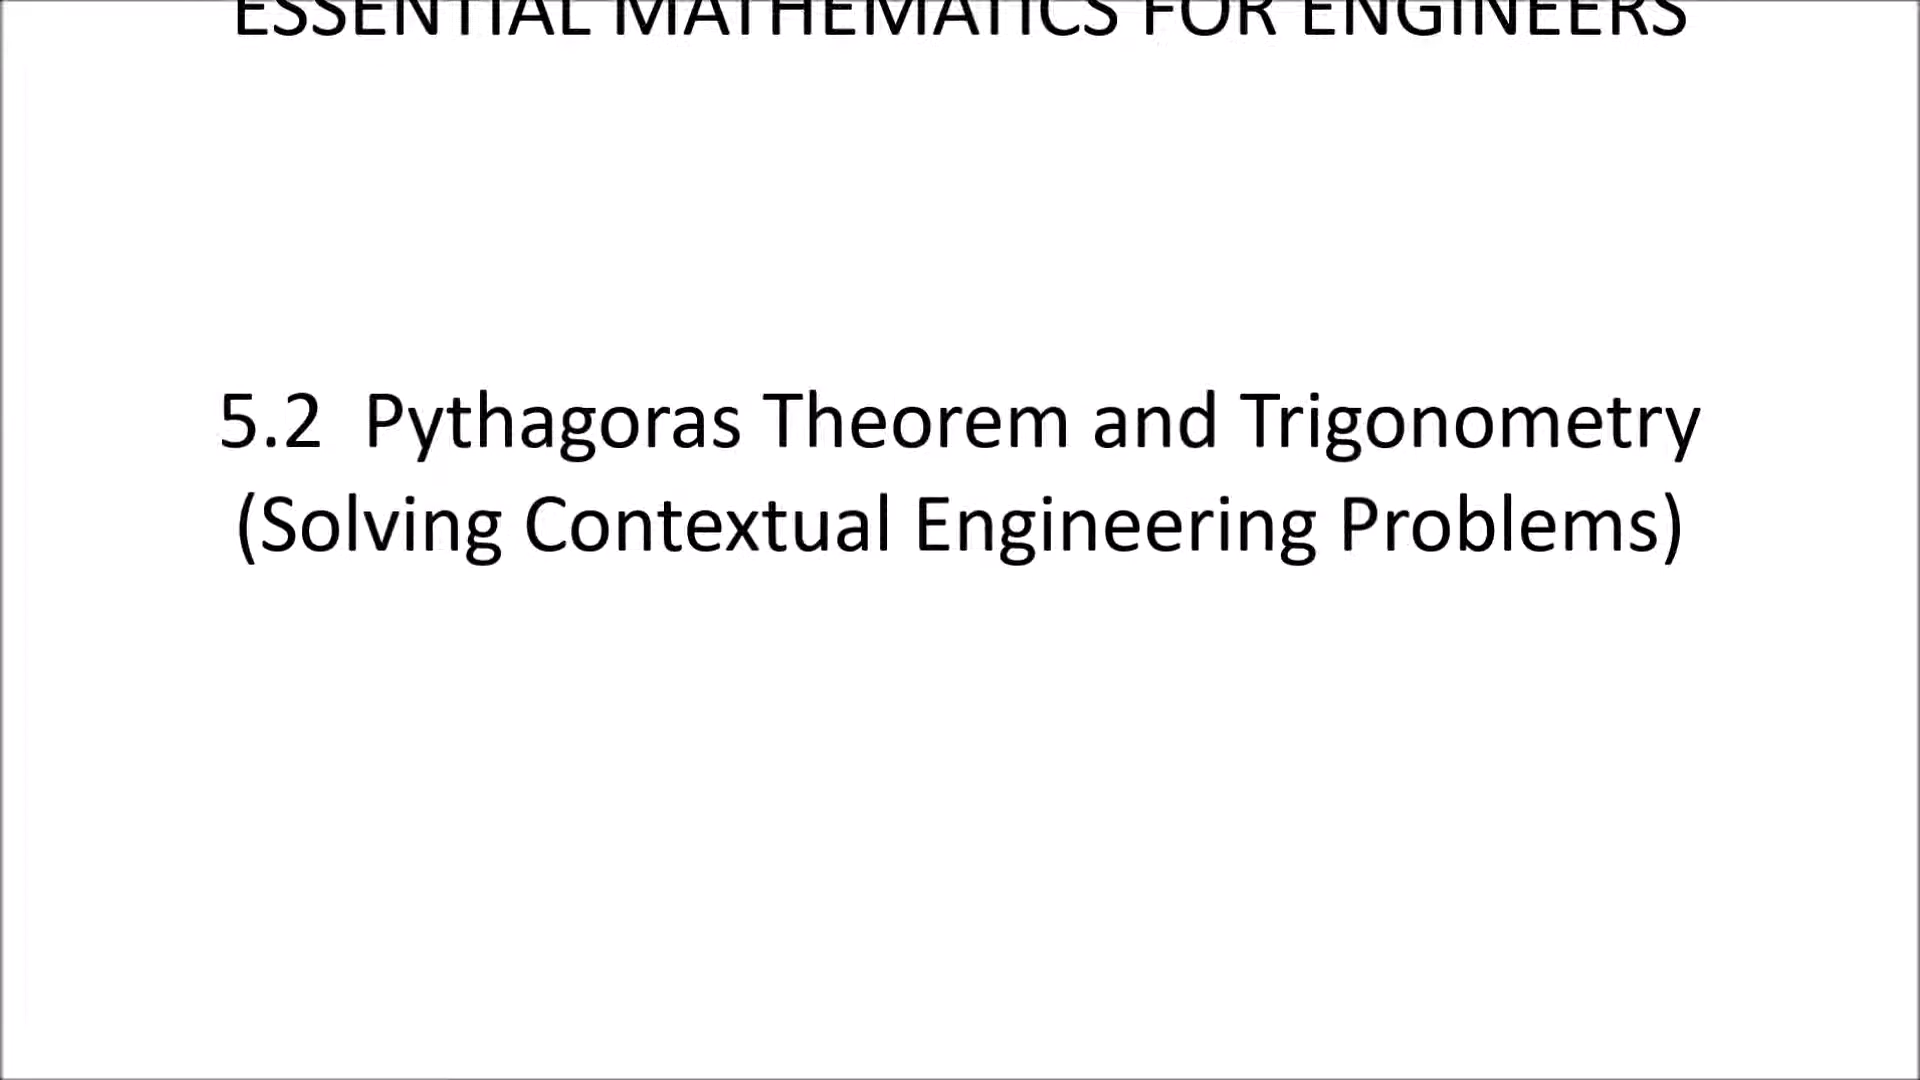 ESSENTIAL MATHEMATICS FOR ENGINEERS
5.2 Pythagoras Theorem and Trigonometry
(Solving Contextual Engineering Problems)